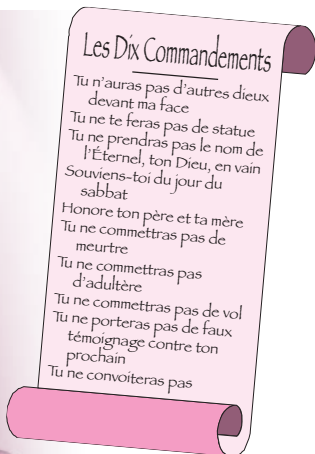 Les Dix Commandements
Tu n'auras pas d'autres dieux
devant ma face
Tu ne te feras pas de statue
Tu ne prendras pas le nom de
l'Éternel, ton Dieu, en vain
Souviens-toi du jour du
sabbat
Honore ton père et ta mère
Tu ne commettras pas de
meurtre
Tu ne commettras pas
d'adultère
Tu ne commettras pas de vol
Tu ne porteras pas de faux
témoignage contre ton
prochain
Tu ne convoiteras pas